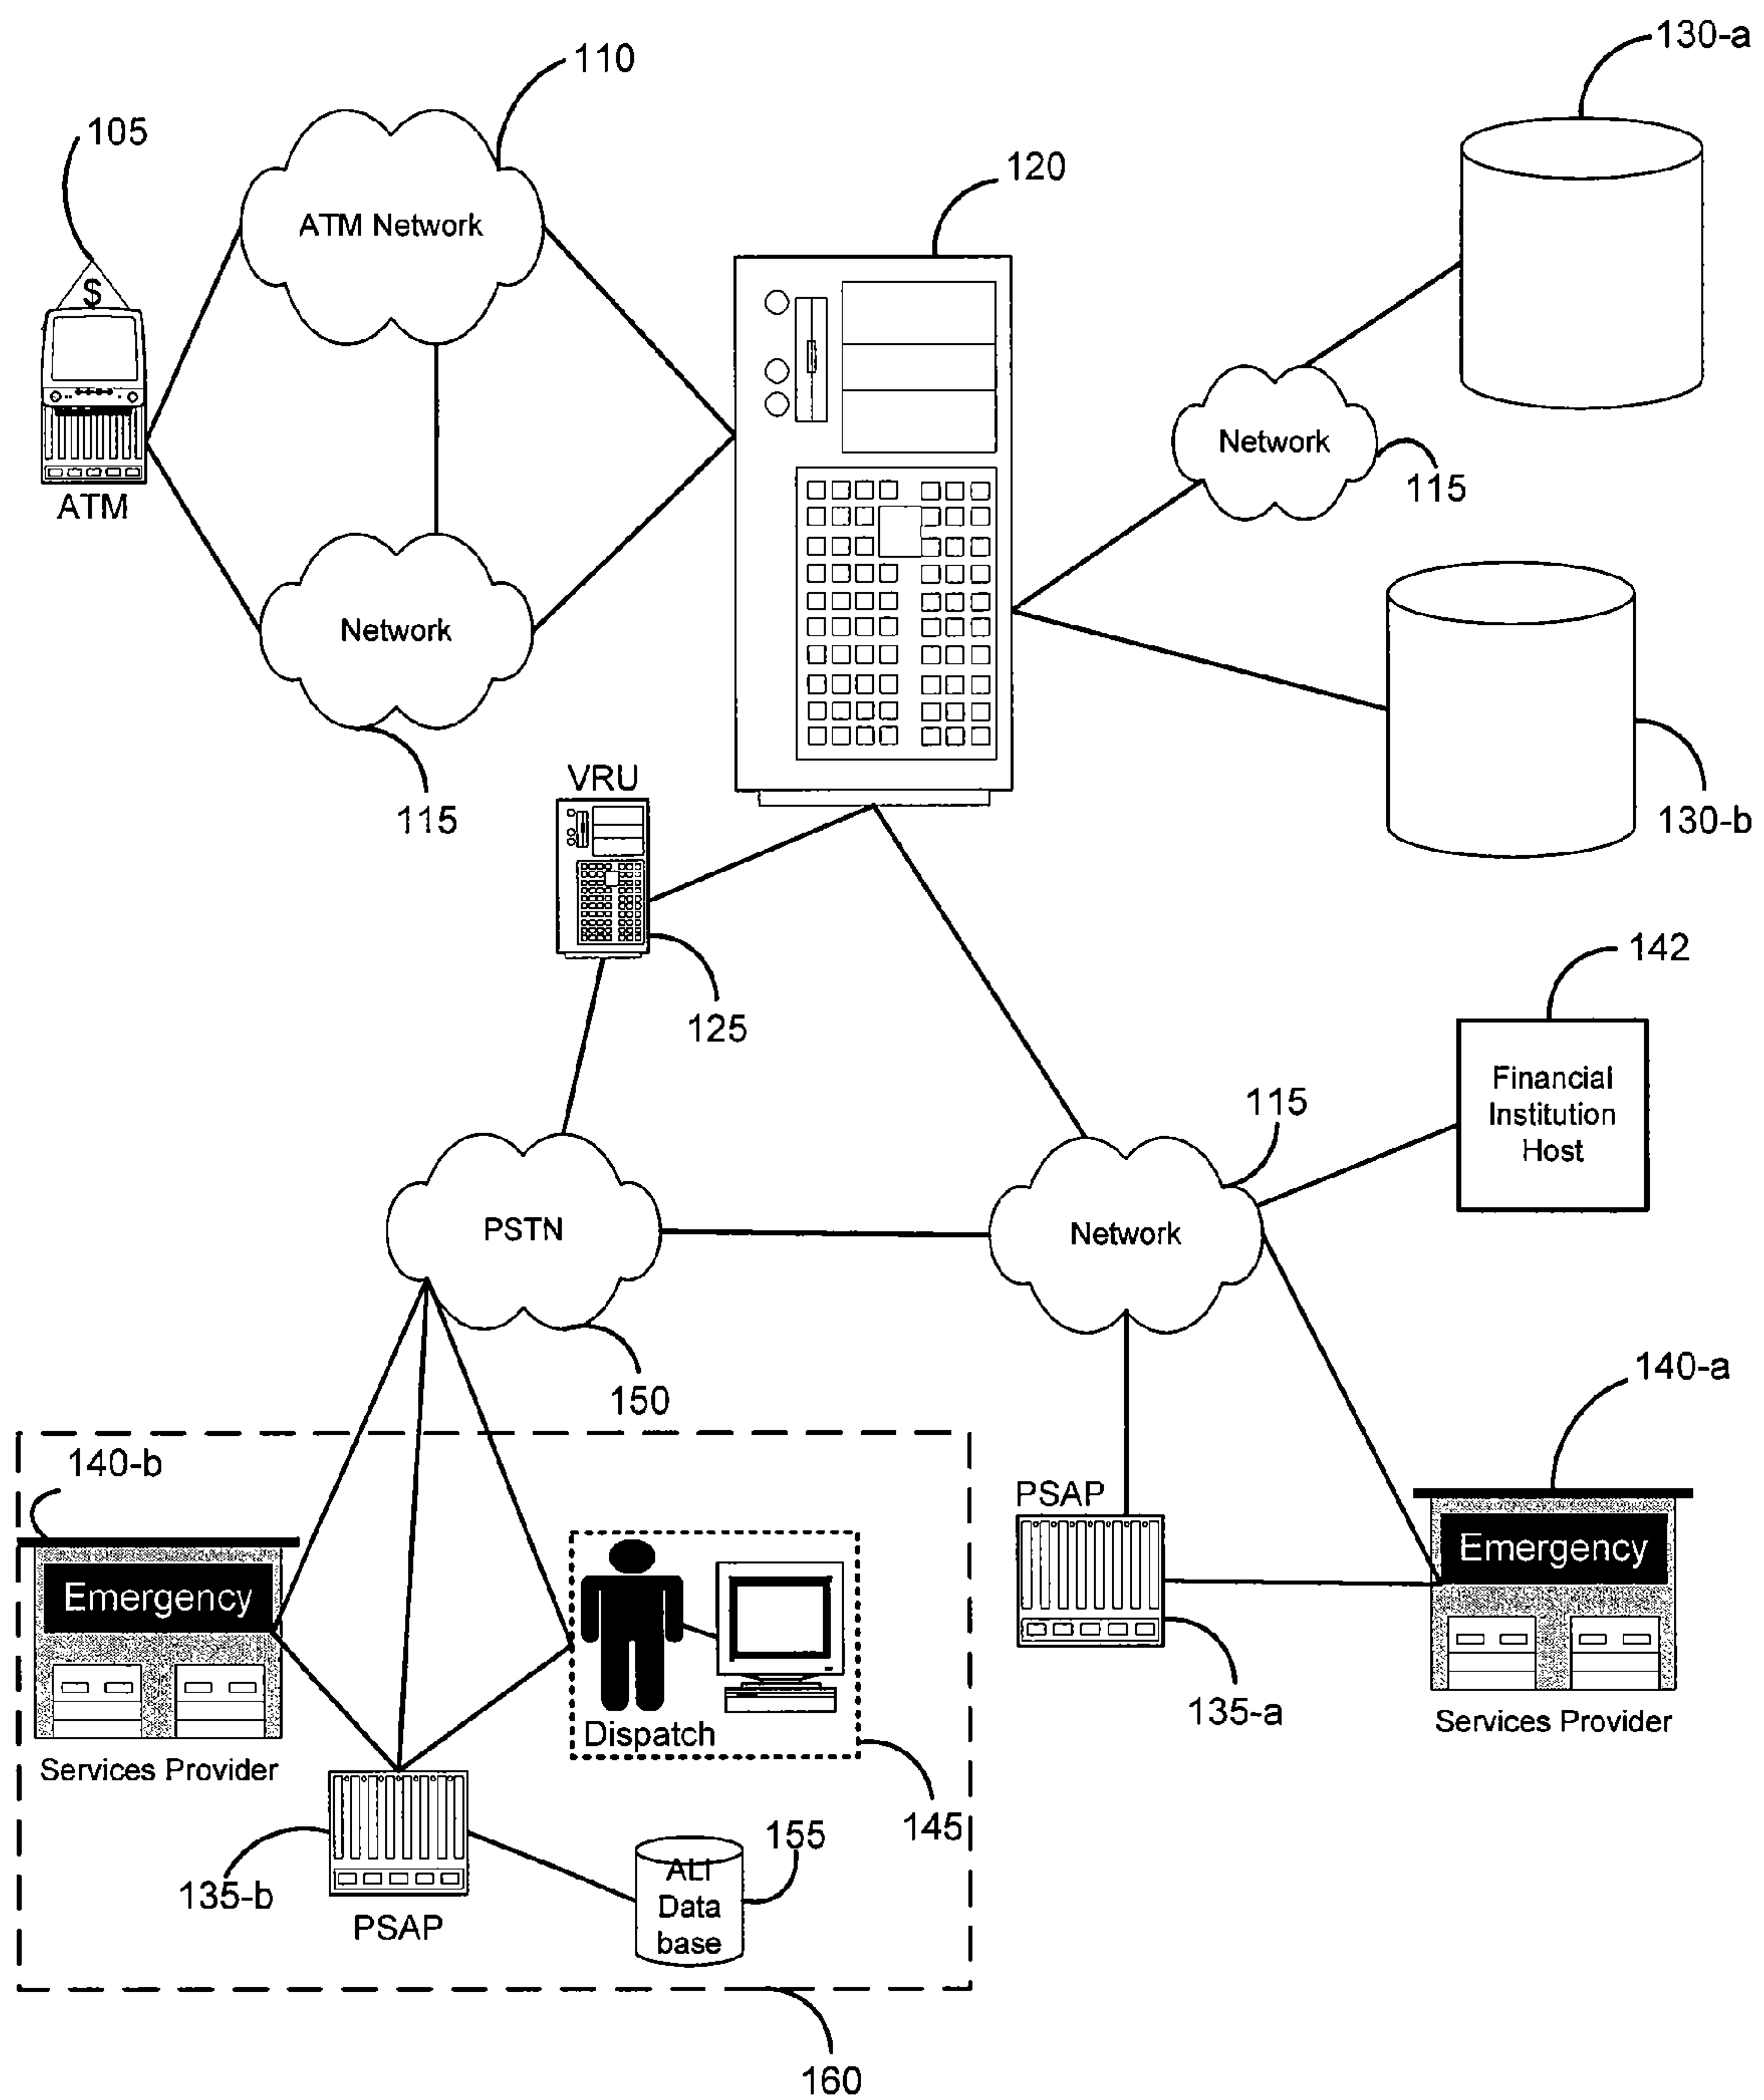 130-a
110
105
120
ATM Network
$
Network
115
ATM
Network
115
130-b
VRU
125
142
Financial
Institution
Host
115
PSTN
Network
150
140-a
140-b
PSAP
Emergency
Emergency
135-a
Services Provider
Dispatch
Services Provider
145
155
ALI
Data
base
135-b
PSAP
160